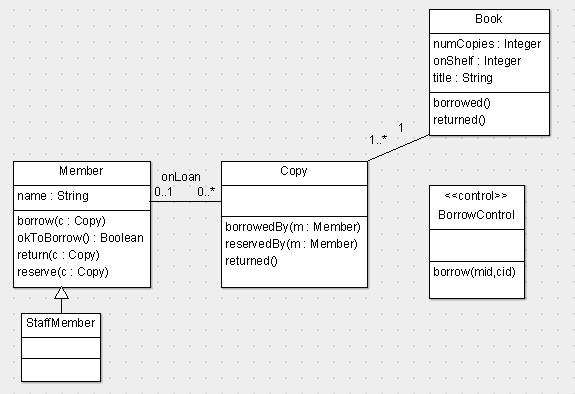 Book
numCopies : Integer
onShelf : Integer
title : String
borrowed()
returned()
1
1..*
Member
name : String
borrow(c : Copy)
okToBorrow() : Boolean
return(c : Copy)
reserve(c : Copy)
onLoan
0..1
0..*
Copy
borrowedBy(m : Member)
reservedBy(m : Member)
returned()
<<control>>
BorrowControl
borrow(mid,cid)
StaffMember